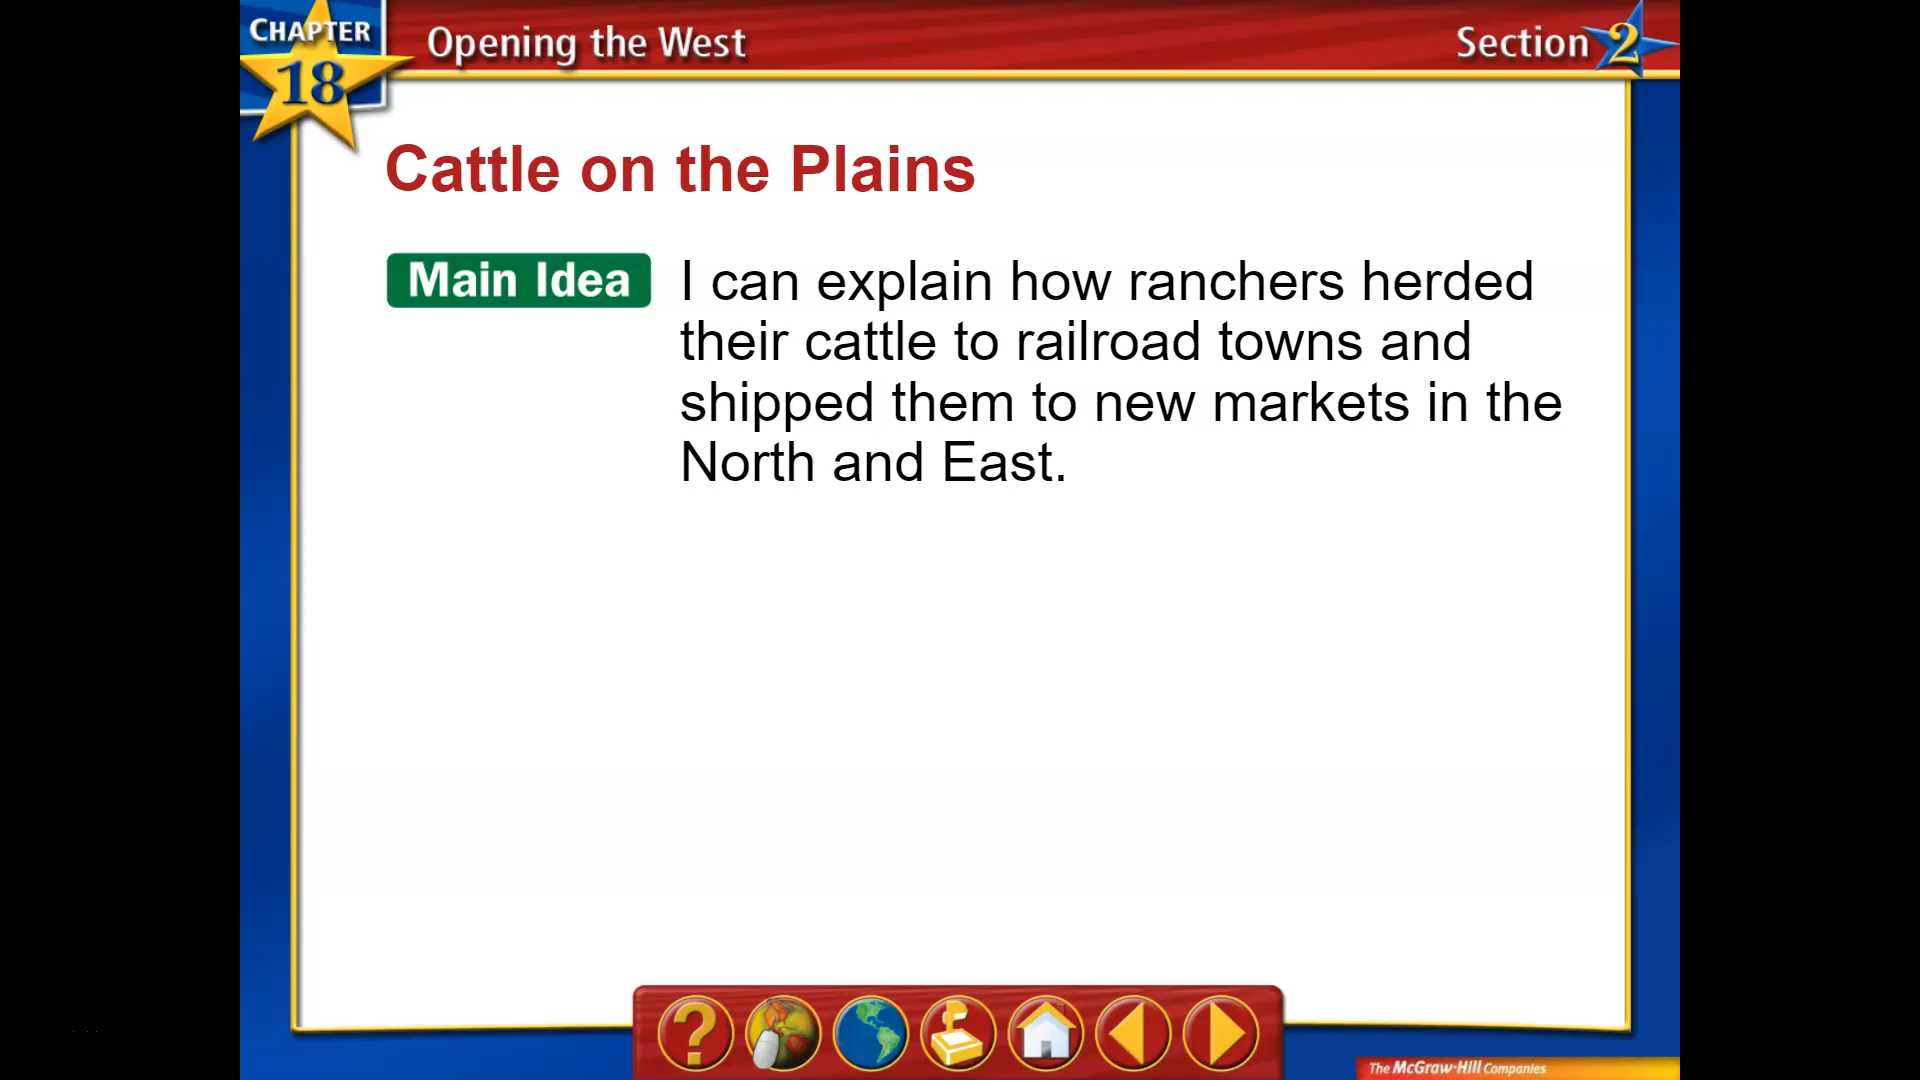 CHAPTER
18
Opening the West
Section 2
Cattle on the Plains
Main Idea
I can explain how ranchers herded
their cattle to railroad towns and
shipped them to new markets in the
North and East.
?
The McGraw-Hill Companies